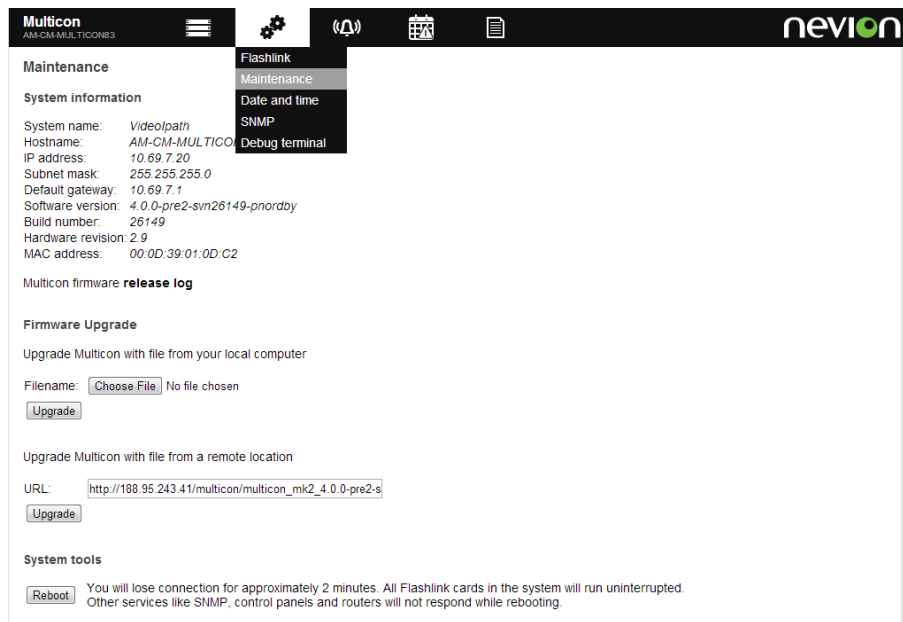 Multicon
AM-CM-MULTICON83
nevion
Flashlink
Maintenance
Date and time
SNMP
Debug terminal
Maintenance
System information
System name: Videolpath
Hostname: AM-CM-MULTICO
IP address: 10.69.7.20
Subnet mask: 255.255.255.0
Default gateway: 10.69.7.1
Software version: 4.0.0-pre2-svn26149-pnordby
Build number: 26149
Hardware revision: 2.9
MAC address: 00:0D:39:01:0D:C2
Multicon firmware release log
Firmware Upgrade
Upgrade Multicon with file from your local computer
Filename: Choose File No file chosen
Upgrade
Upgrade Multicon with file from a remote location
URL: http://188.95.243.41/multicon/multicon_mk2_4.0.0-pre2-s
Upgrade
System tools
Reboot You will lose connection for approximately 2 minutes. All Flashlink cards in the system will run uninterrupted.
Other services like SNMP, control panels and routers will not respond while rebooting.